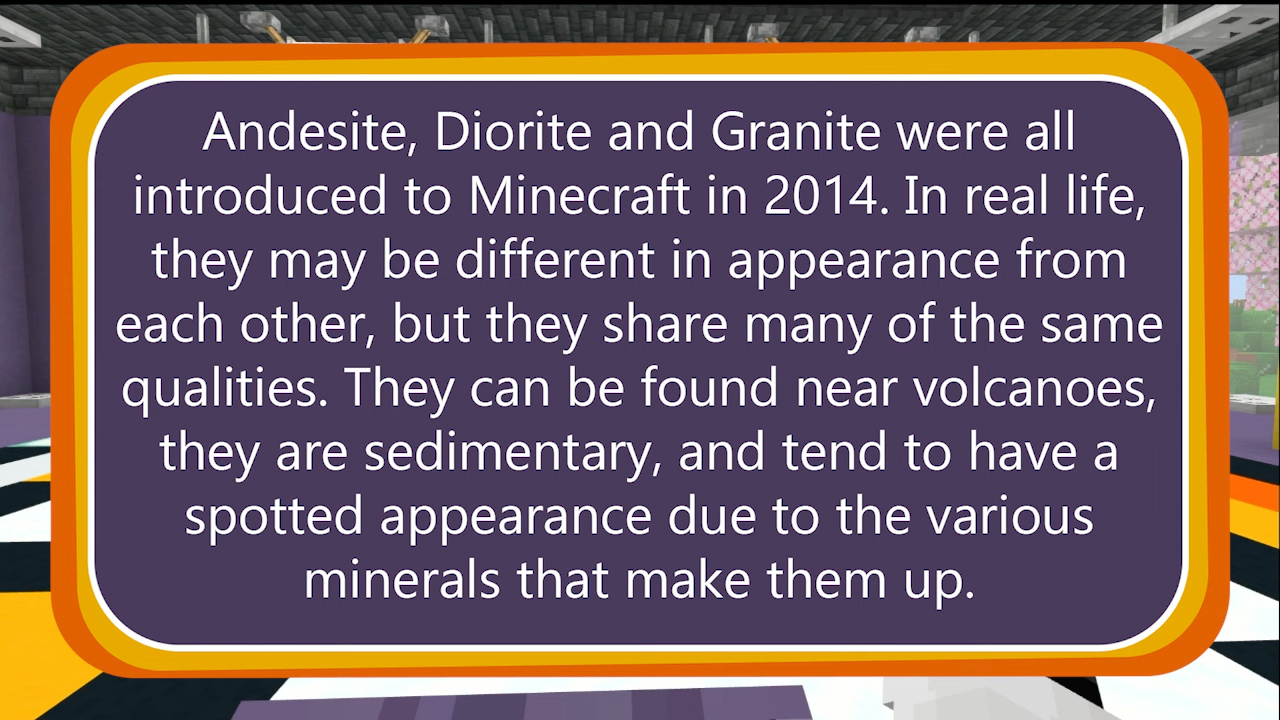 Andesite, Diorite and Granite were all
introduced to Minecraft in 2014. In real life,
they may be different in appearance from
each other, but they share many of the same
qualities. They can be found near volcanoes,
they are sedimentary, and tend to have a
spotted appearance due to the various
minerals that make them up.